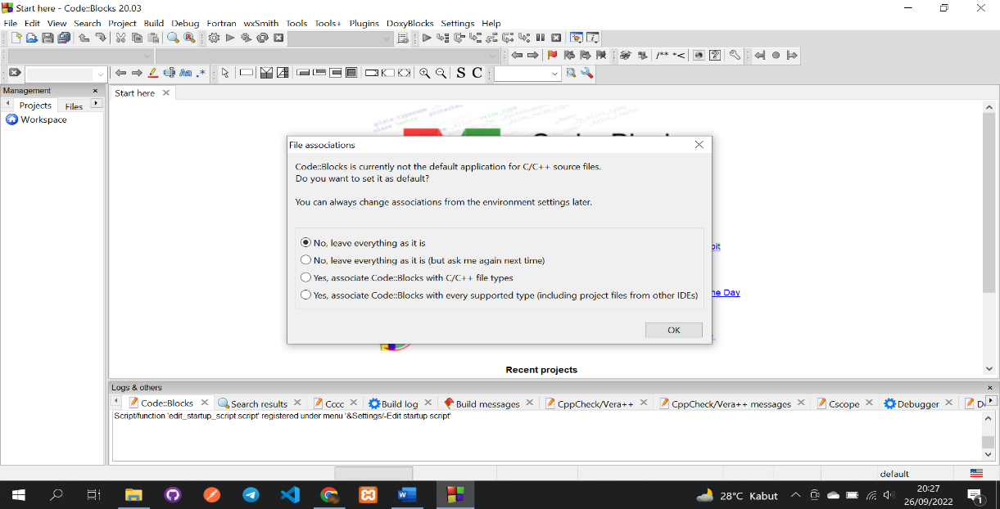 Start here - Code::Blocks 20.03
File Edit View Search Project Build Debug Fortran wxSmith Tools Tools+ Plugins DoxyBlocks Settings Help
/** *<
Aa .*
S C
Management
Projects Files
Workspace
Start here
File associations
Code::Blocks is currently not the default application for C/C++ source files.
Do you want to set it as default?
You can always change associations from the environment settings later.
No, leave everything as it is
No, leave everything as it is (but ask me again next time)
Yes, associate Code::Blocks with C/C++ file types
Yes, associate Code::Blocks with every supported type (including project files from other IDEs)
OK
Day
Recent projects
Logs & others
Code::Blocks Search results Cccc Build log Build messages CppCheck/Vera++ CppCheck/Vera++ messages Cscope Debugger
Script/function 'edit_startup_script.script' registered under menu '&Settings/-Edit startup script'
default
28°C Kabut
20:27
26/09/2022
1